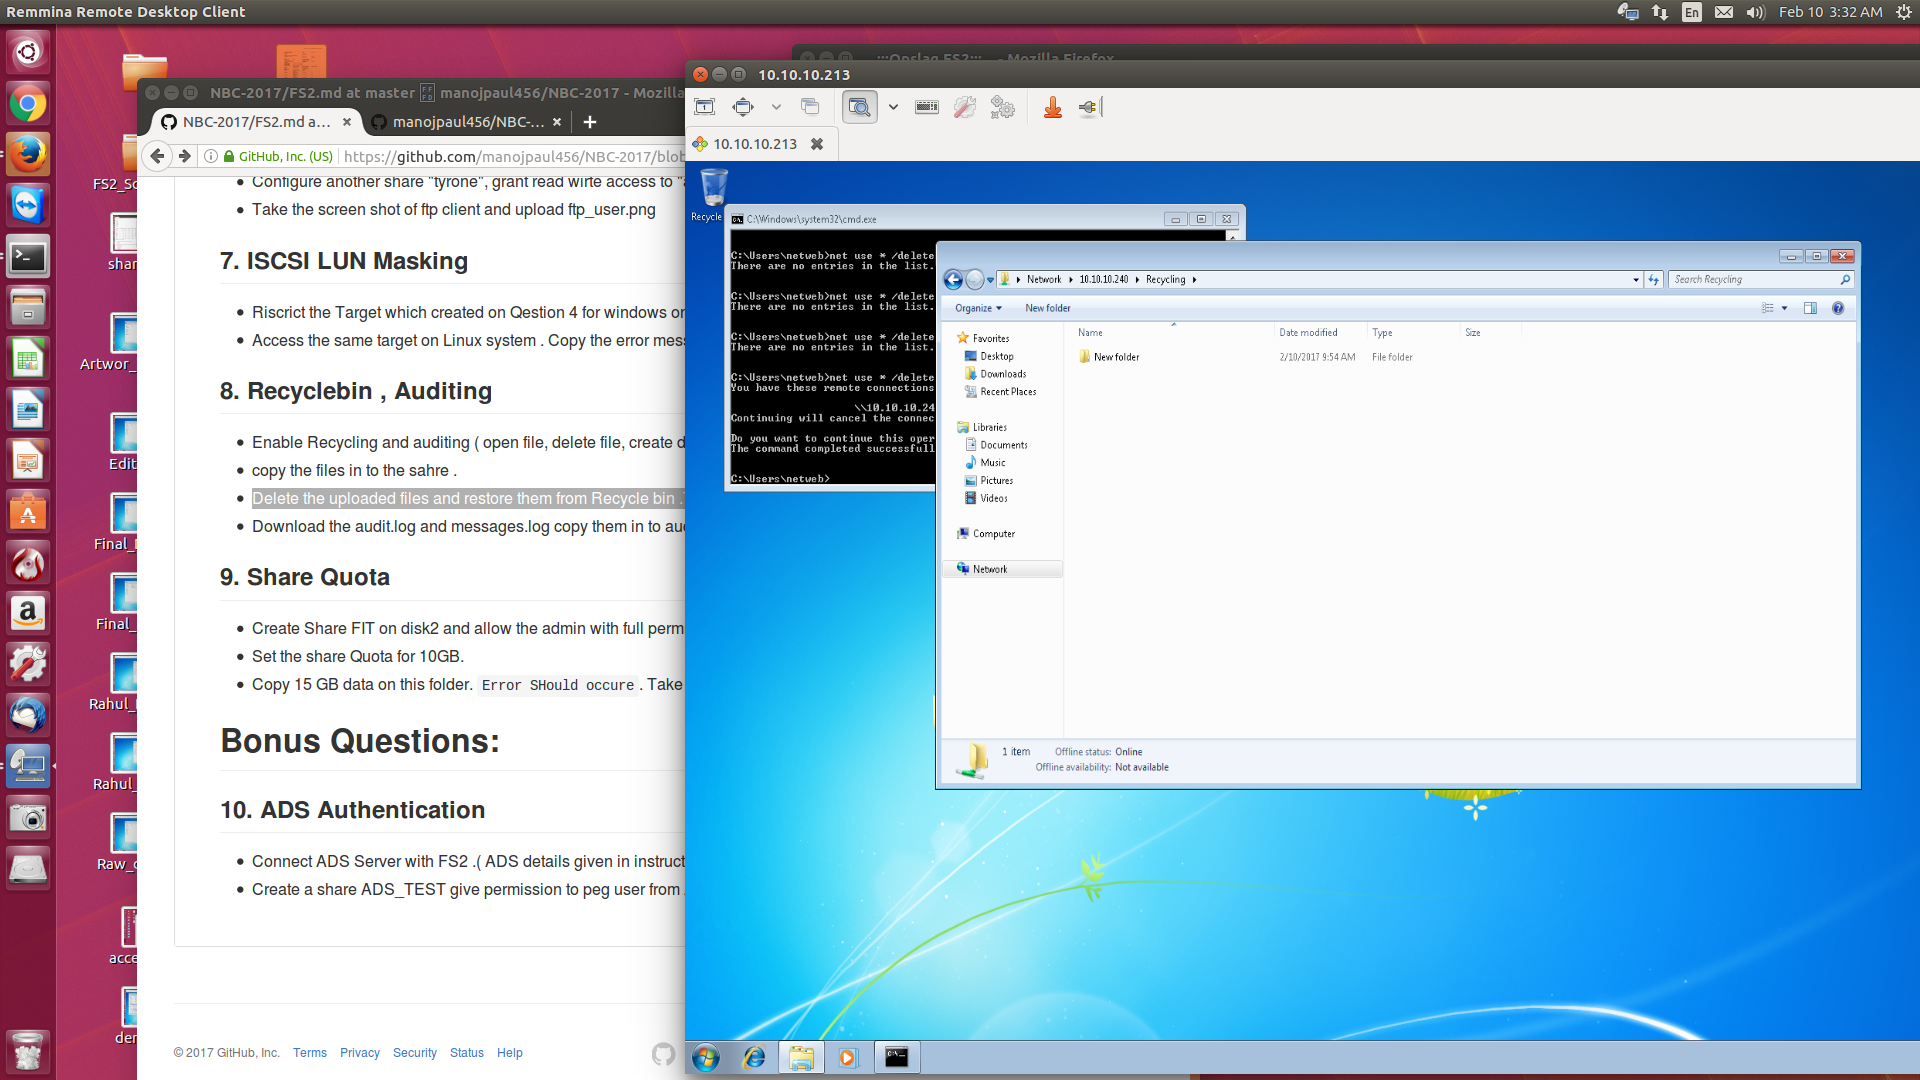 Remmina Remote Desktop Client
En
Feb 10 3:32 AM
FS2_S
shar
Artwor_
Edit
Final_
Final_
Rahul_
Rahul_
Raw_
acce
der
NBC-2017/FS2.md at master manojpaul456/NBC-2017 - Mozilla
NBC-2017/FS2.md a...
manojpaul456/NBC-...
GitHub, Inc. (US)
https://github.com/manojpaul456/NBC-2017/blob
Configure another share "tyrone", grant read wirte access to "a
Take the screen shot of ftp client and upload ftp_user.png
7. ISCSI LUN Masking
Riscrict the Target which created on Qestion 4 for windows or
Access the same target on Linux system . Copy the error mess
8. Recyclebin , Auditing
Enable Recycling and auditing ( open file, delete file, create d
copy the files in to the sahre .
Delete the uploaded files and restore them from Recycle bin .
Download the audit.log and messages.log copy them in to aud
9. Share Quota
Create Share FIT on disk2 and allow the admin with full perm
Set the share Quota for 10GB.
Copy 15 GB data on this folder. Error SHould occure . Take
Bonus Questions:
10. ADS Authentication
Connect ADS Server with FS2 .( ADS details given in instruct
Create a share ADS_TEST give permission to peg user from
© 2017 GitHub, Inc. Terms Privacy Security Status Help
:::Opslag FS2::: - Mozilla Firefox
10.10.10.213
10.10.10.213
Recycle
C:\Windows\system32\cmd.exe
C:\Users\netweb>net use * /delete
There are no entries in the list.
C:\Users\netweb>net use * /delete
There are no entries in the list.
C:\Users\netweb>net use * /delete
There are no entries in the list.
C:\Users\netweb>net use * /delete
You have these remote connections
\\10.10.10.24
Continuing will cancel the connec
Do you want to continue this oper
The command completed successfull
C:\Users\netweb>
Network
10.10.10.240
Recycling
Search Recycling
Organize
New folder
Favorites
Desktop
Downloads
Recent Places
Libraries
Documents
Music
Pictures
Videos
Computer
Network
Name
Date modified
Type
Size
New folder
2/10/2017 9:54 AM
File folder
1 item
Offline status: Online
Offline availability: Not available